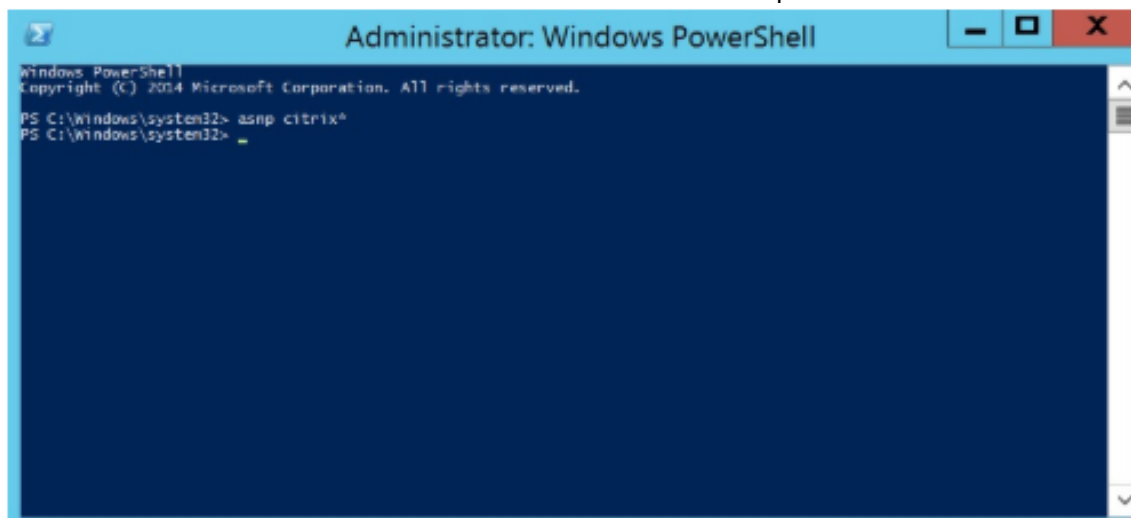 Administrator: Windows PowerShell
Windows PowerShell
Copyright (C) 2014 Microsoft Corporation. All rights reserved.
PS C:\Windows\system32> asnp citrix*
PS C:\Windows\system32> _